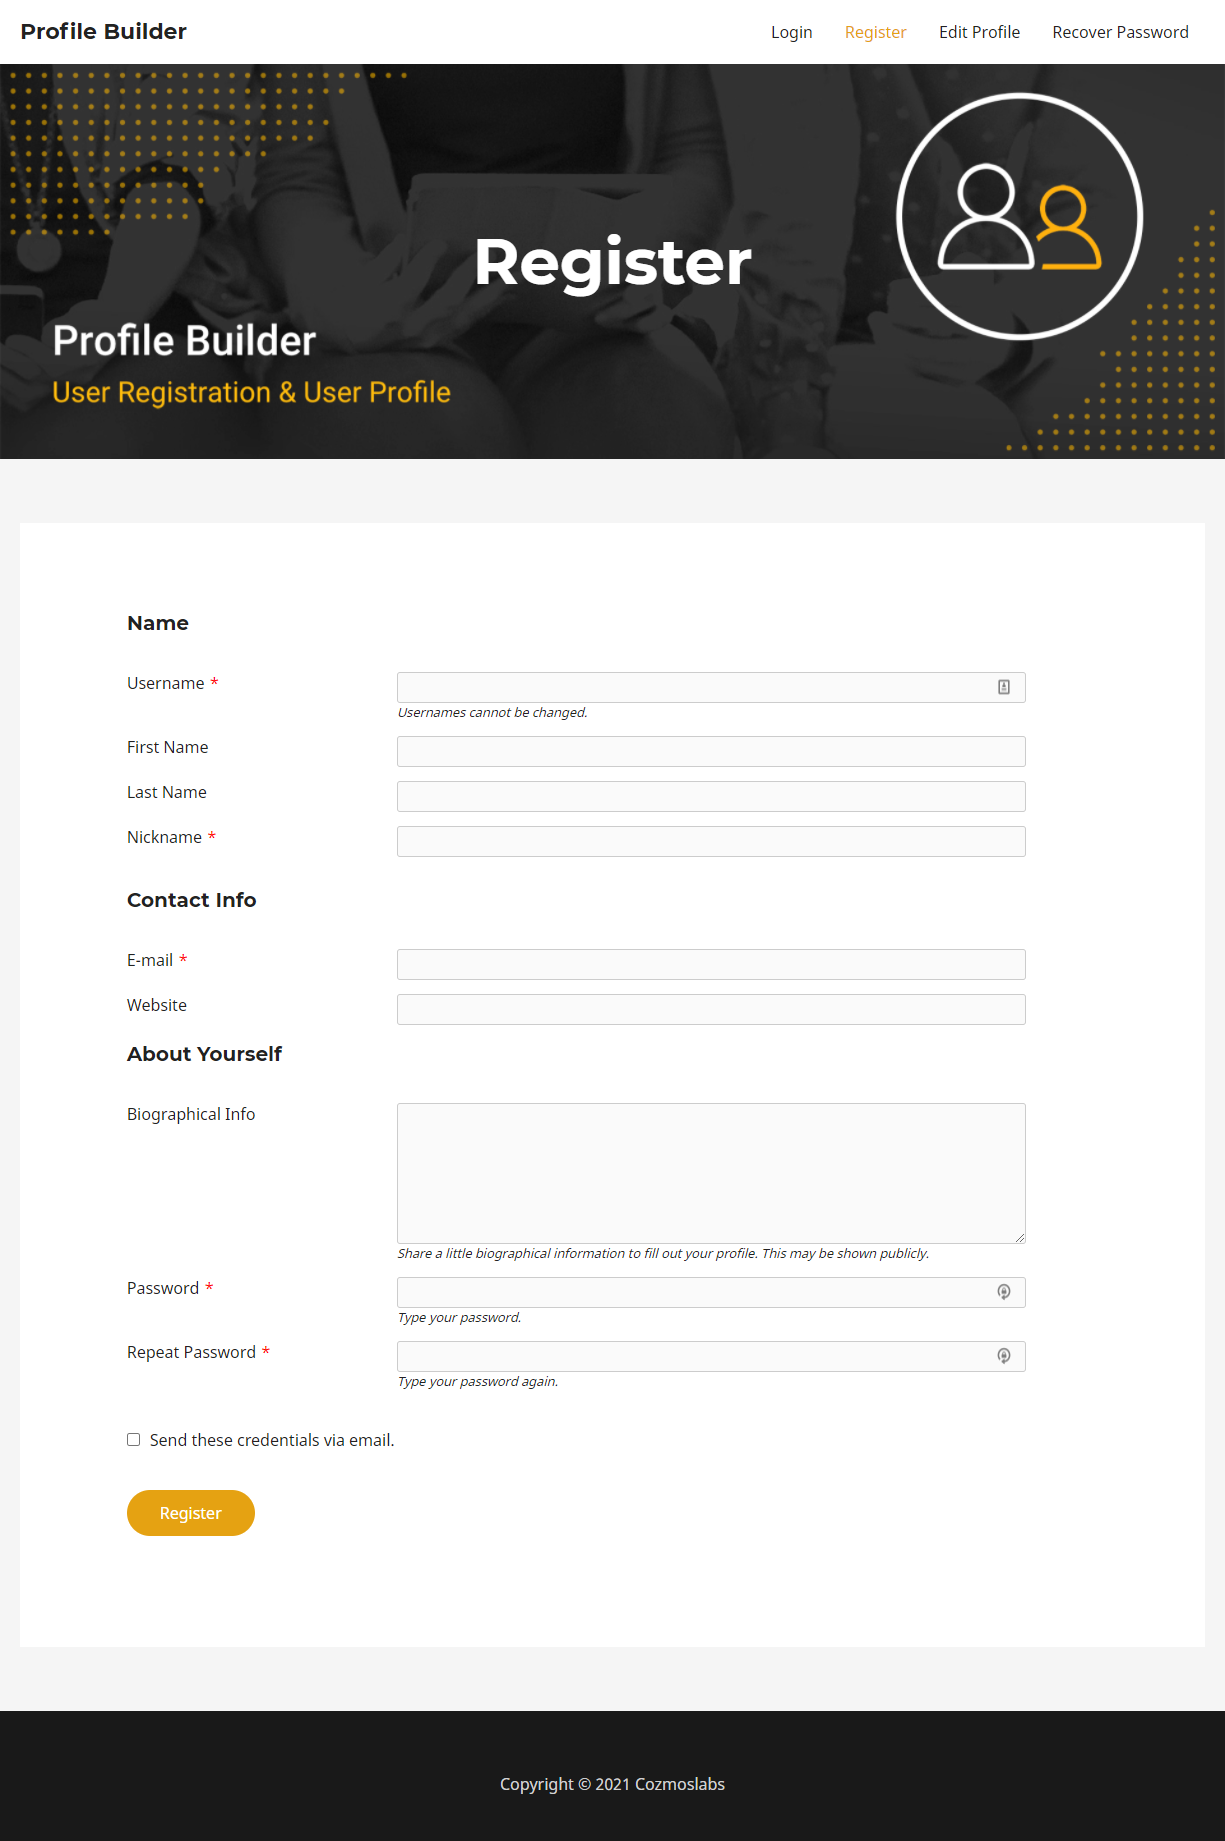 Profile Builder
Login Register Edit Profile Recover Password
Register
Profile Builder
User Registration & User Profile
Name
Username *
Usernames cannot be changed.
First Name
Last Name
Nickname *
Contact Info
E-mail *
Website
About Yourself
Biographical Info
Share a little biographical information to fill out your profile. This may be shown publicly.
Password *
Type your password.
Repeat Password *
Type your password again.
Send these credentials via email.
Register
Copyright © 2021 Cozmoslabs